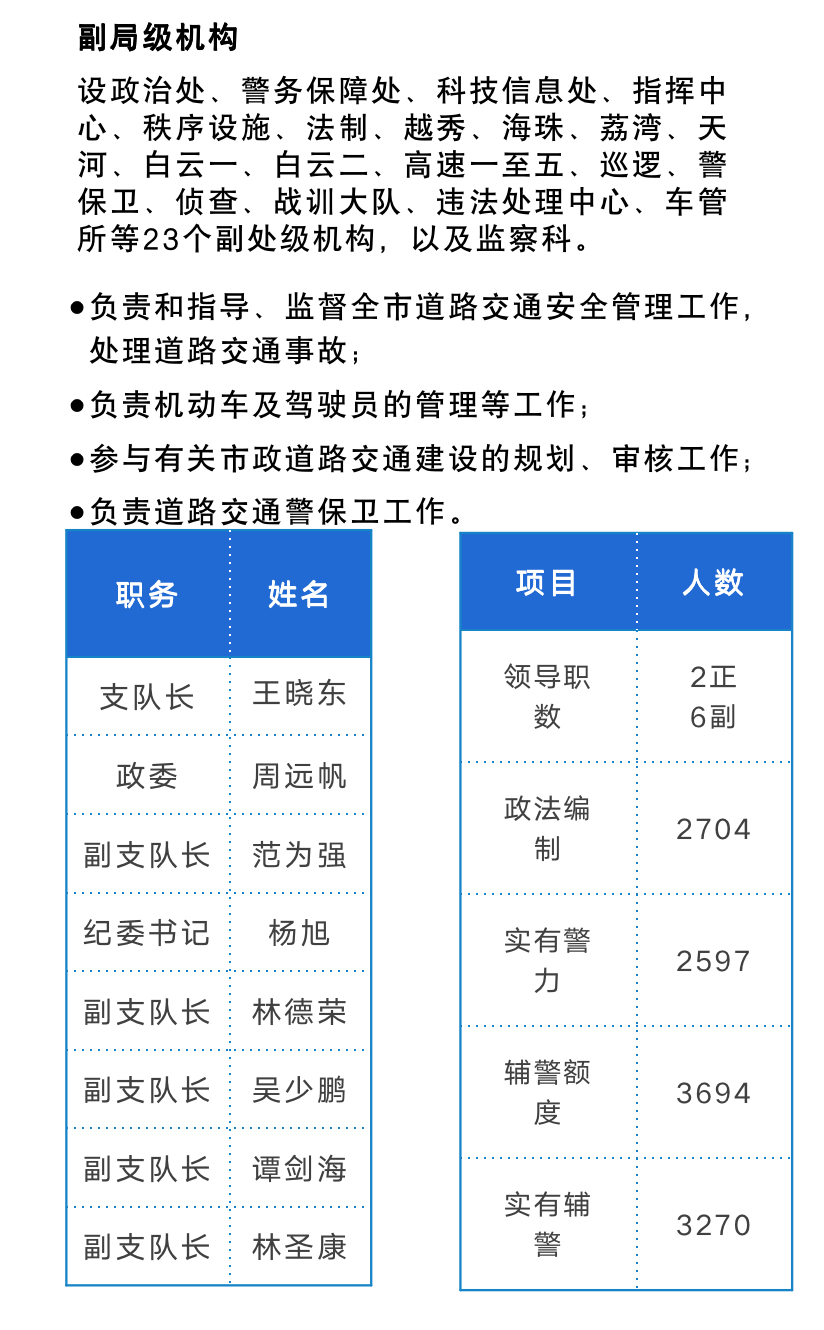 副局级机构
设政治处、警务保障处、科技信息处、指挥中
心、秩序设施、法制、越秀、海珠、荔湾、天
河、白云一、白云二、高速一至五、巡逻、警
保卫、侦查、战训大队、违法处理中心、车管
所等23个副处级机构，以及监察科。
●负责和指导、监督全市道路交通安全管理工作，
处理道路交通事故；
●负责机动车及驾驶员的管理等工作；
●参与有关市政道路交通建设的规划、审核工作；
●负责道路交通警保卫工作。
职务 姓名
支队长 王晓东
政委 周远帆
副支队长 范为强
纪委书记 杨旭
副支队长 林德荣
副支队长 吴少鹏
副支队长 谭剑海
副支队长 林圣康
项目 人数
领导职 2正
数 6副
政法编
制 2704
实有警
力 2597
辅警额
度 3694
实有辅
警 3270